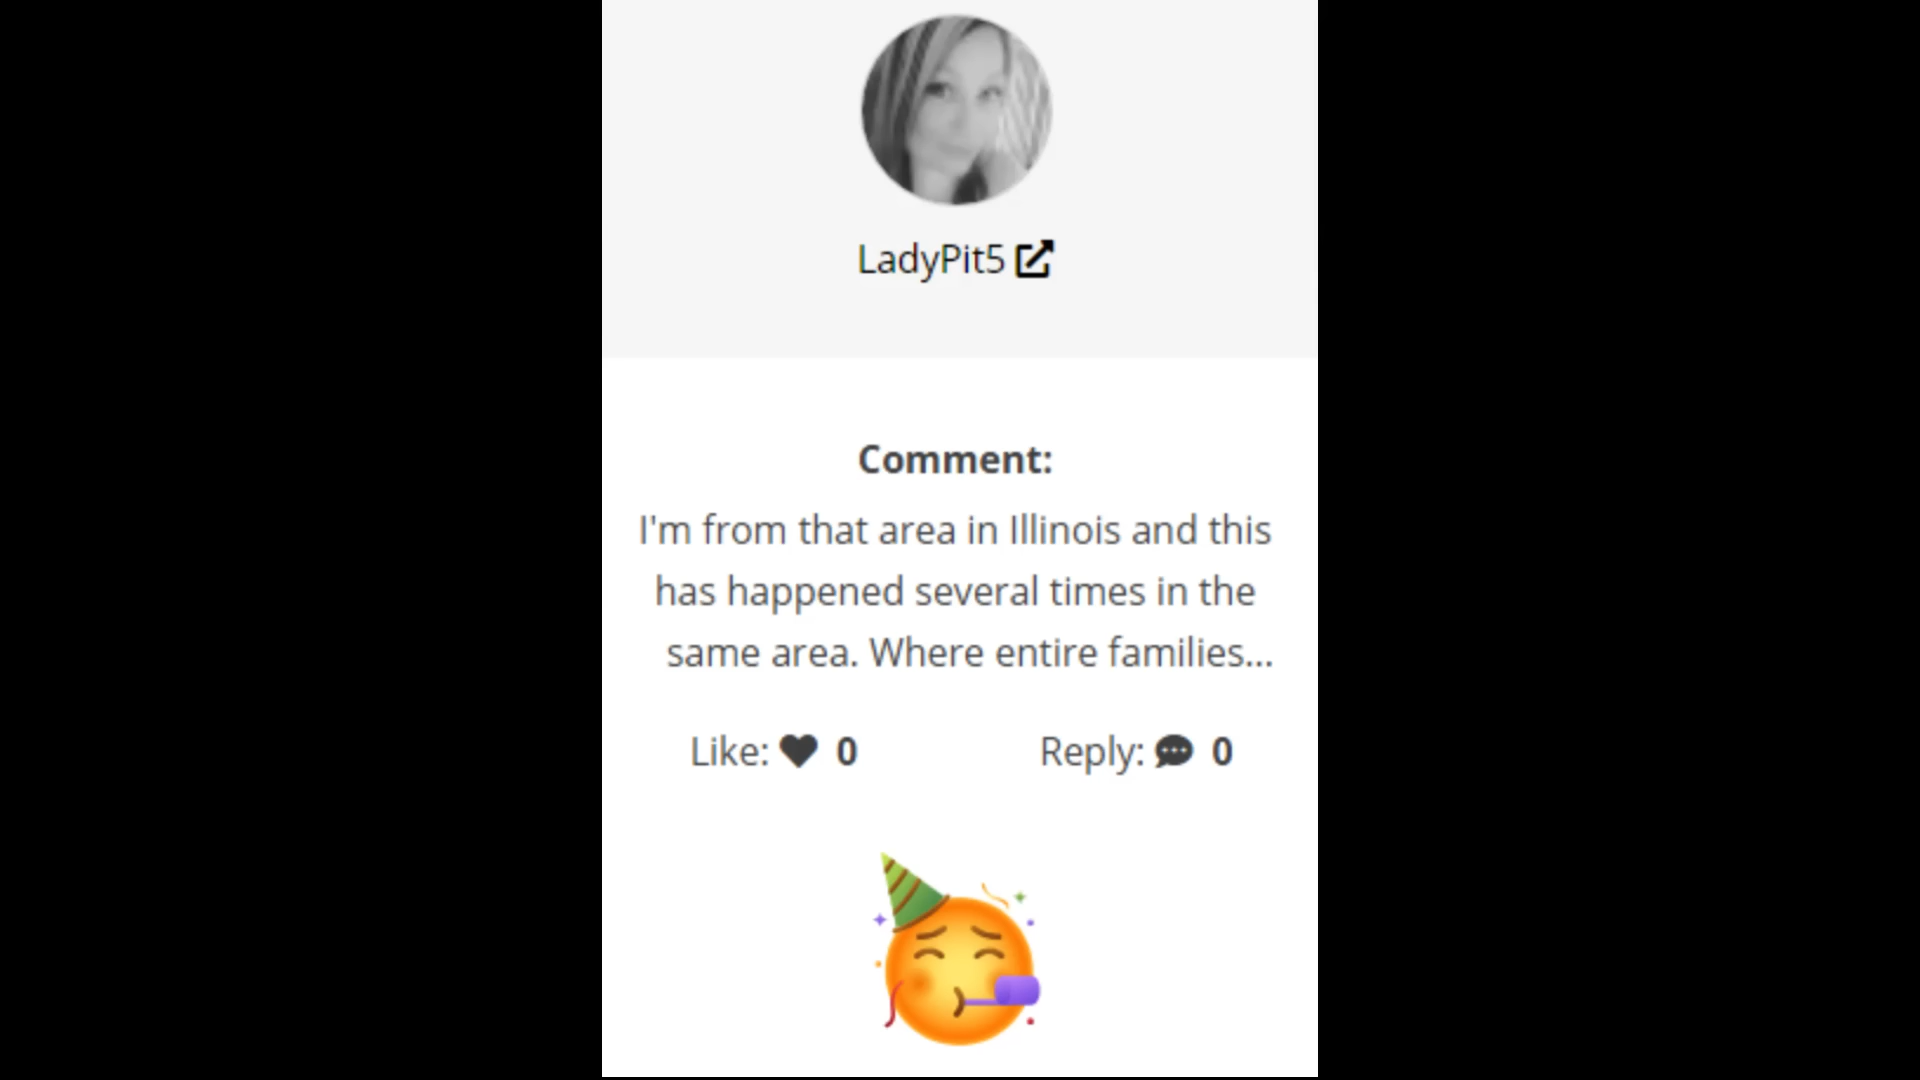 LadyPit5
Comment:
I'm from that area in Illinois and this
has happened several times in the
same area. Where entire families...
Like: 0
Reply: 0